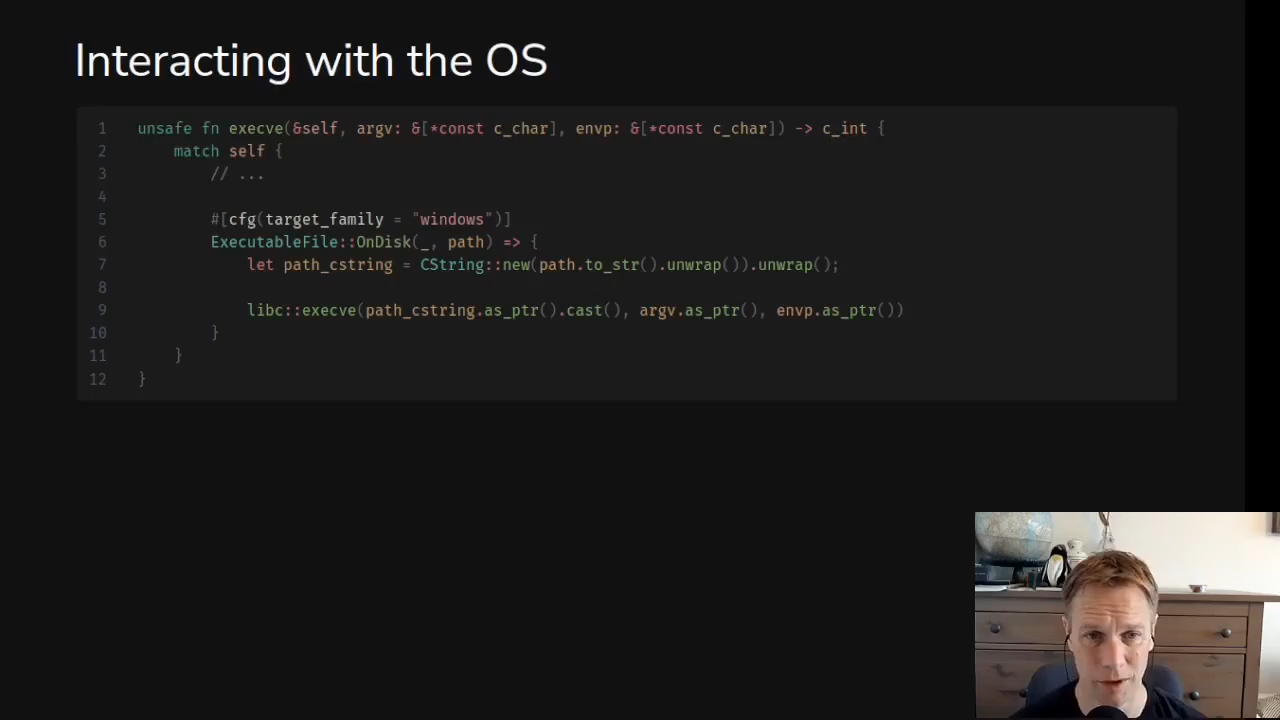 Interacting with the OS
1 unsafe fn execve(&self, argv: &[*const c_char], envp: &[*const c_char]) -> c_int {
2 match self {
3 // ...
4
5 #[cfg(target_family = "windows")]
6 ExecutableFile::OnDisk(_, path) => {
7 let path_cstring = CString::new(path.to_str().unwrap()).unwrap();
8
9 libc::execve(path_cstring.as_ptr().cast(), argv.as_ptr(), envp.as_ptr())
10 }
11 }
12 }